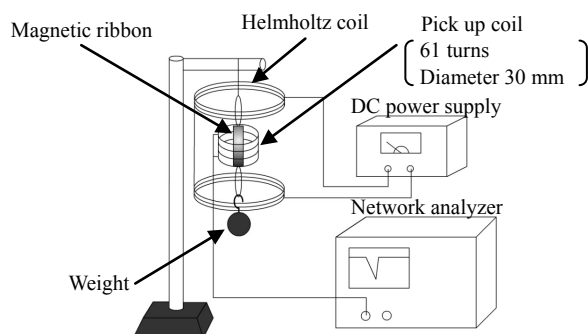 Magnetic ribbon
Helmholtz coil
Pick up coil
61 turns
Diameter 30 mm
DC power supply
Network analyzer
Weight